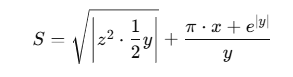 S = \sqrt{\left| z^2 \cdot \frac{1}{2} y \right|} + \frac{\pi \cdot x + e^{|y|}}{y}